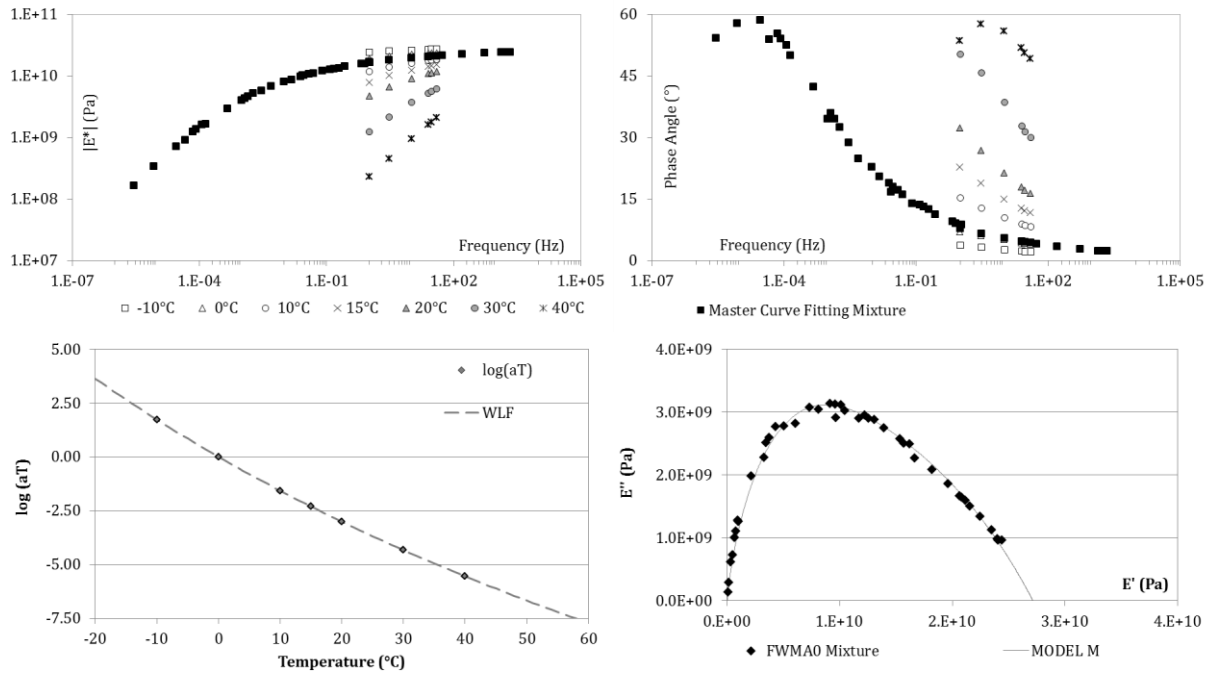 1.E+11
1.E+10
1.E+09
1.E+08
1.E+07
|E*| (Pa)
Frequency (Hz)
1.E-07 1.E-04 1.E-01 1.E+02 1.E+05
-10°C 0°C 10°C 15°C 20°C 30°C 40°C
60
45
30
15
0
Phase Angle (°)
Frequency (Hz)
1.E-07 1.E-04 1.E-01 1.E+02 1.E+05
Master Curve Fitting Mixture
5.00
2.50
0.00
-2.50
-5.00
-7.50
log (aT)
log(aT)
WLF
-20 -10 0 10 20 30 40 50 60
Temperature (°C)
4.0E+09
3.0E+09
2.0E+09
1.0E+09
0.0E+00
E'' (Pa)
E' (Pa)
0.E+00 1.E+10 2.E+10 3.E+10 4.E+10
FWMA0 Mixture MODEL M